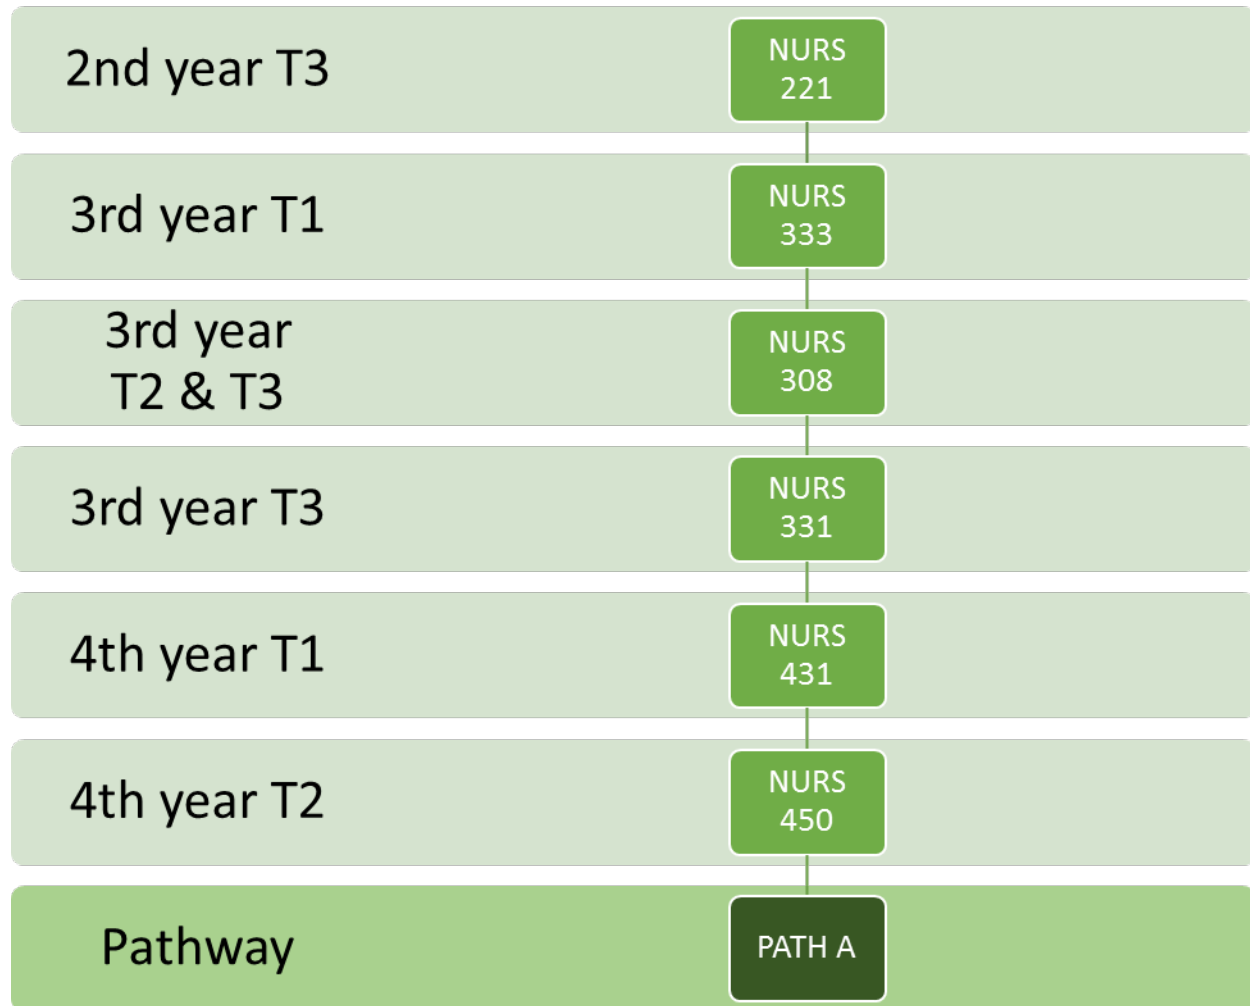 2nd year T3
NURS
221
3rd year T1
NURS
333
3rd year
T2 & T3
NURS
308
3rd year T3
NURS
331
4th year T1
NURS
431
4th year T2
NURS
450
Pathway
PATH A